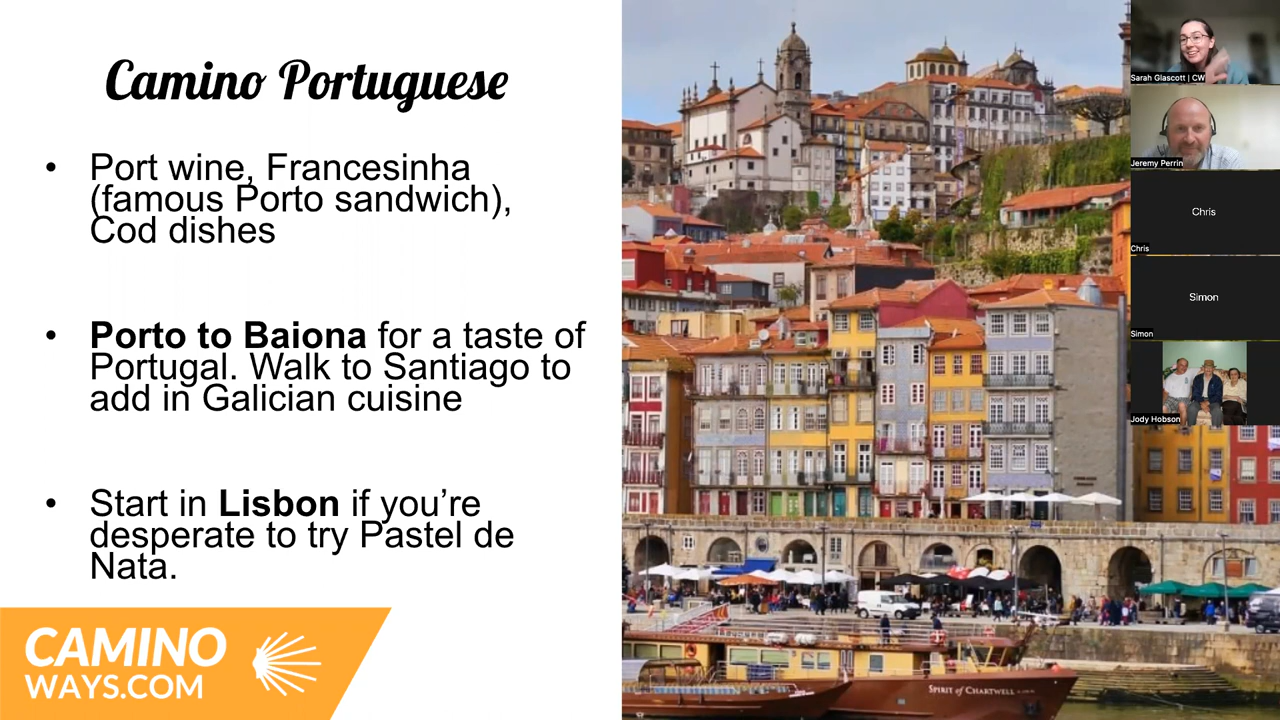 Camino Portuguese
• Port wine, Francesinha
(famous Porto sandwich),
Cod dishes
• Porto to Baiona for a taste of
Portugal. Walk to Santiago to
add in Galician cuisine
• Start in Lisbon if you’re
desperate to try Pastel de
Nata.
CAMINO
WAYS.COM
SPIRIT of CHARTWELL
Sarah Glascott | CW
Jeremy Perrin
Chris
Chris
Simon
Simon
Jody Hobson